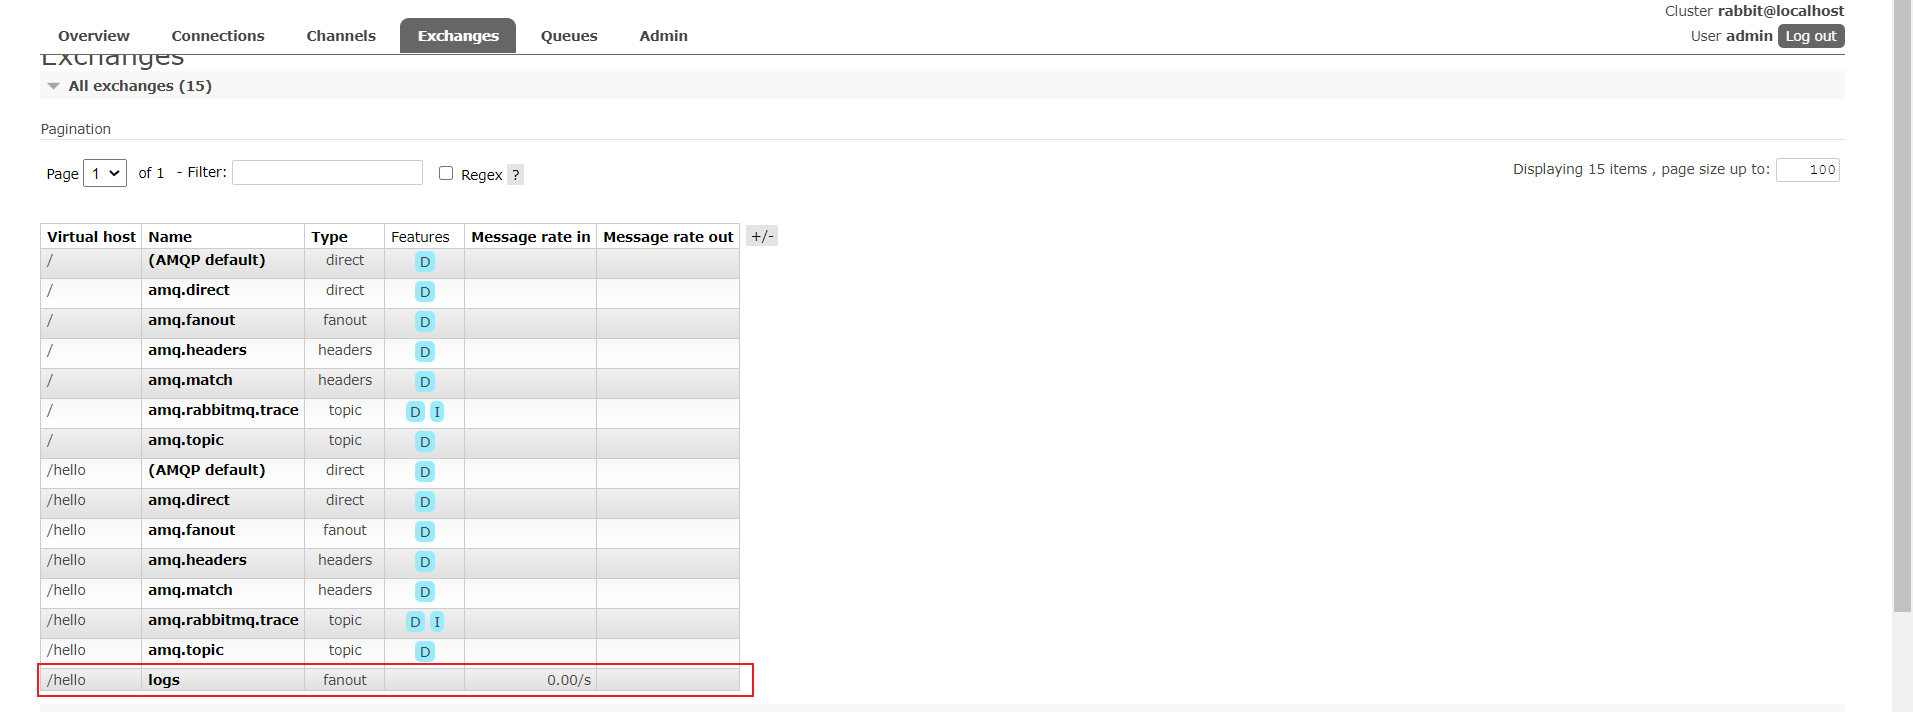 Cluster rabbit@localhost
Overview Connections Channels Exchanges Queues Admin User admin Log out
Exchanges
All exchanges (15)
Pagination
Page 1 of 1 - Filter: Regex ? Displaying 15 items , page size up to: 100
Virtual host Name Type Features Message rate in Message rate out +/-
/ (AMQP default) direct D
/ amq.direct direct D
/ amq.fanout fanout D
/ amq.headers headers D
/ amq.match headers D
/ amq.rabbitmq.trace topic D I
/ amq.topic topic D
/hello (AMQP default) direct D
/hello amq.direct direct D
/hello amq.fanout fanout D
/hello amq.headers headers D
/hello amq.match headers D
/hello amq.rabbitmq.trace topic D I
/hello amq.topic topic D
/hello logs fanout 0.00/s